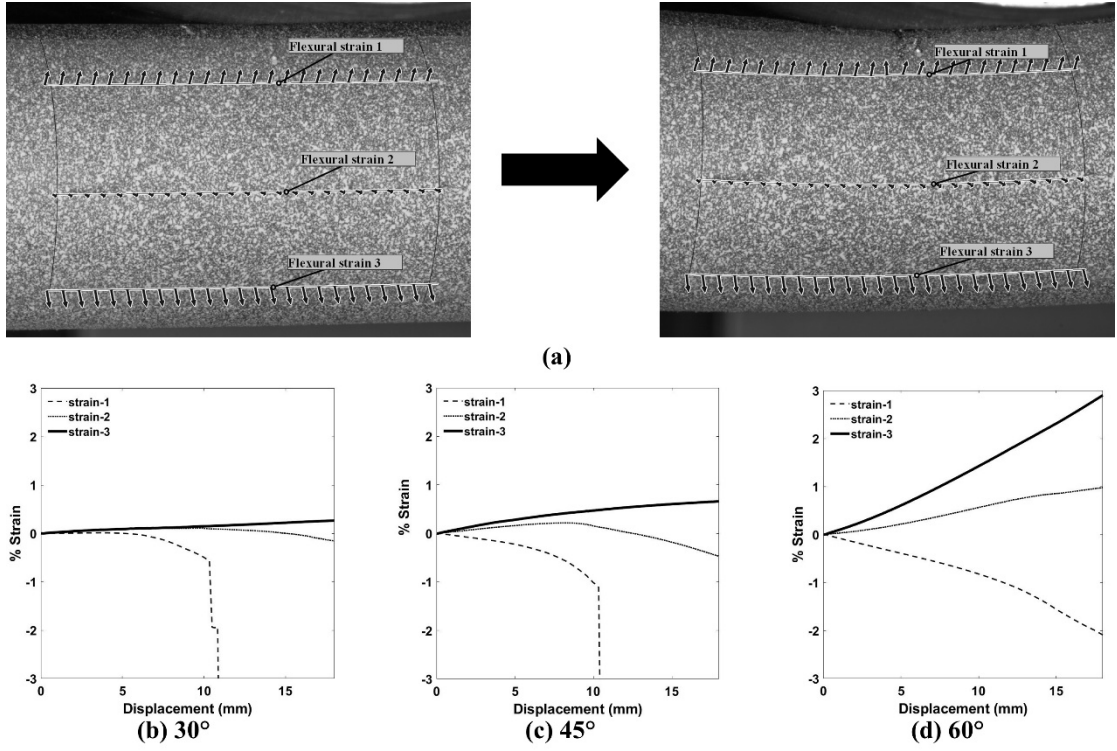 Flexural strain 1
Flexural strain 2
Flexural strain 3
Flexural strain 1
Flexural strain 2
Flexural strain 3
(a)
3
2
1
0
-1
-2
-3
% Strain
strain-1
strain-2
strain-3
0 5 10 15
Displacement (mm)
(b) 30°
3
2
1
0
-1
-2
-3
% Strain
strain-1
strain-2
strain-3
0 5 10 15
Displacement (mm)
(c) 45°
3
2
1
0
-1
-2
-3
% Strain
strain-1
strain-2
strain-3
0 5 10 15
Displacement (mm)
(d) 60°